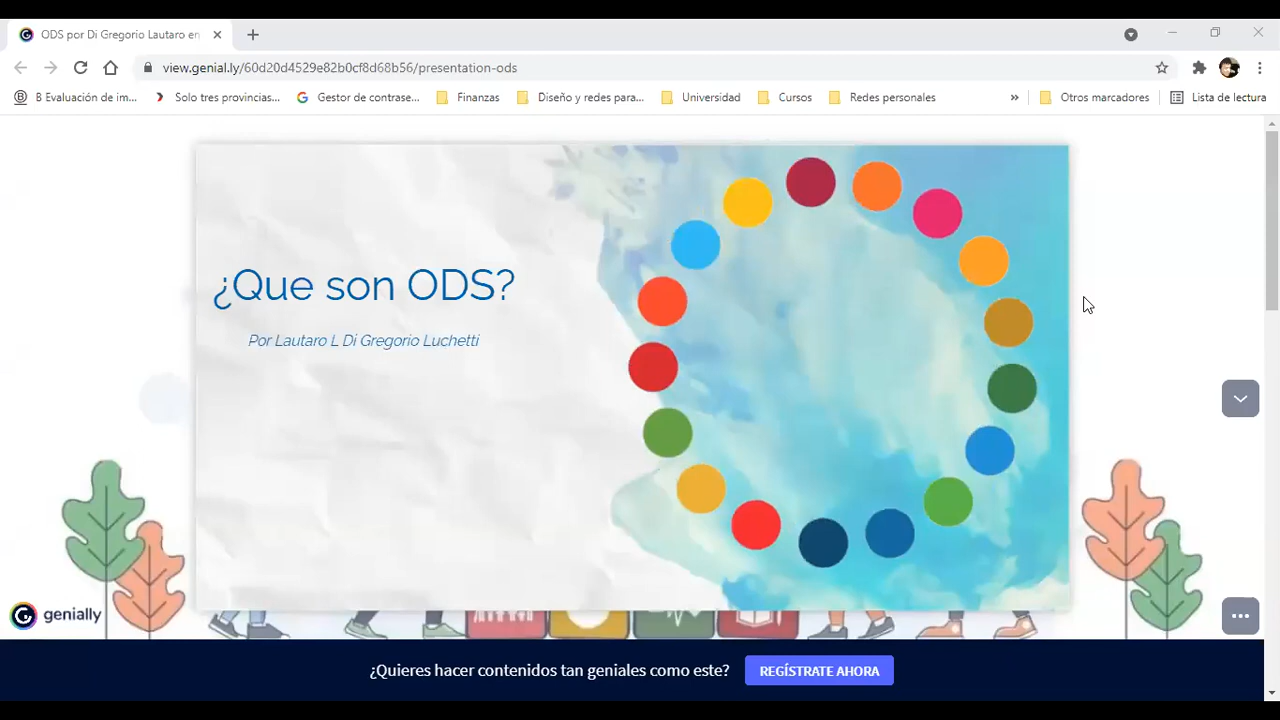 ODS por Di Gregorio Lautaro en
view.genial.ly/60d20d4529e82b0cf8d68b56/presentation-ods
B Evaluación de im...
Solo tres provincias...
Gestor de contrase...
Finanzas
Diseño y redes para...
Universidad
Cursos
Redes personales
»
Otros marcadores
Lista de lectura
¿Que son ODS?
Por Lautaro L Di Gregorio Luchetti
genially
¿Quieres hacer contenidos tan geniales como este?
REGÍSTRATE AHORA